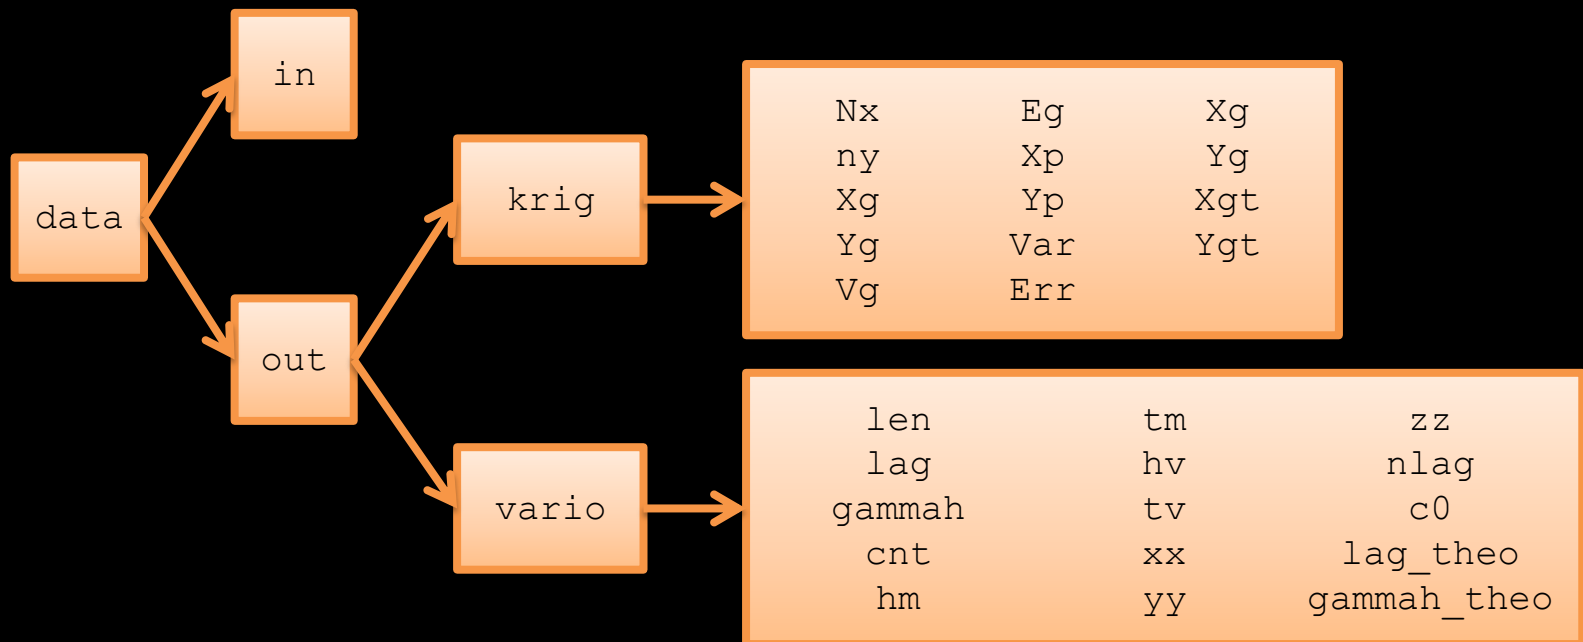 in
data
out
krig
vario
Nx Eg Xg
ny Xp Yg
Xg Yp Xgt
Yg Var Ygt
Vg Err
len tm zz
lag hv nlag
gammah tv c0
cnt xx lag_theo
hm yy gammah_theo